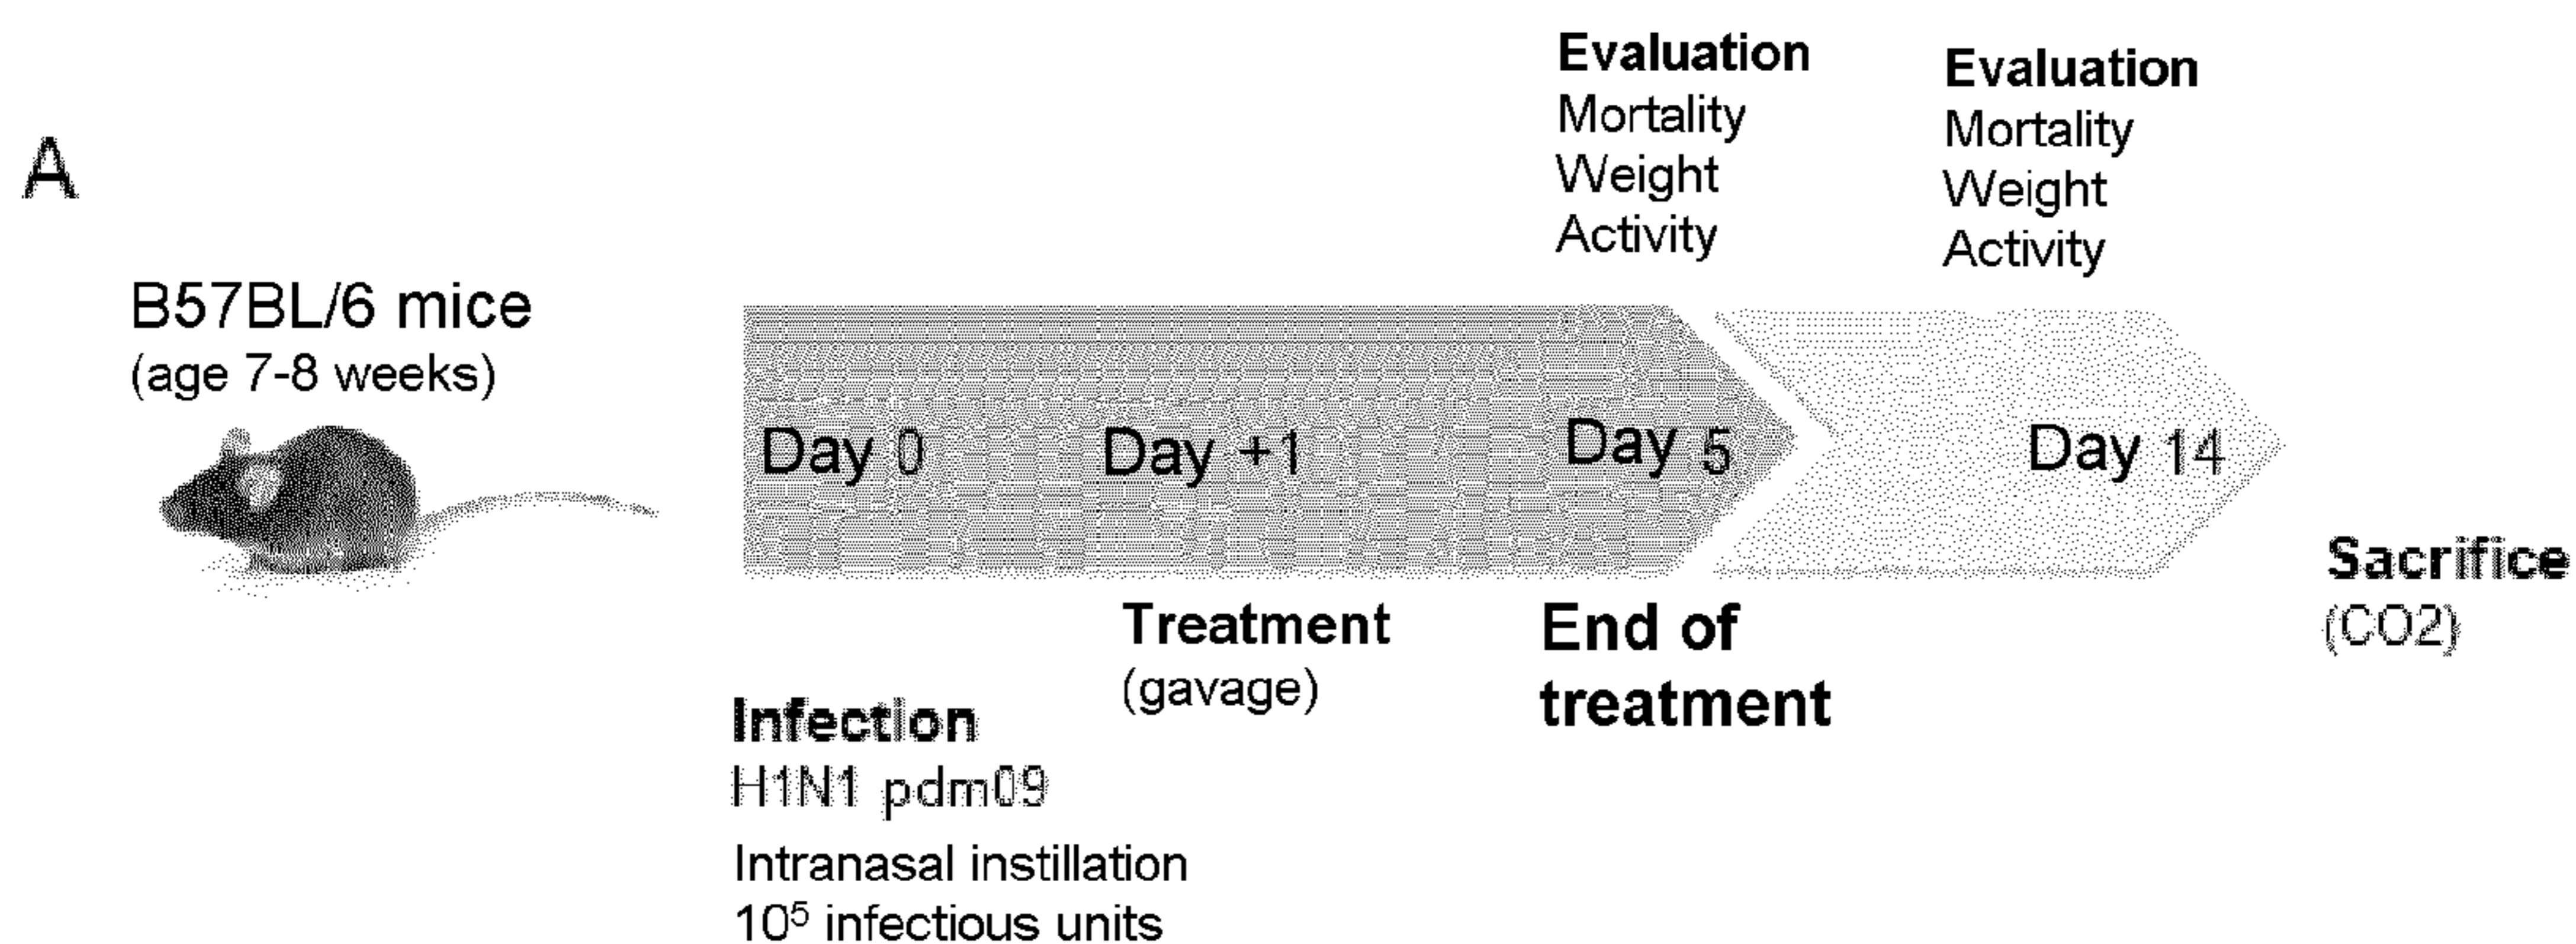 A
B57BL/6 mice
(age 7-8 weeks)
Evaluation
Mortality
Weight
Activity
Evaluation
Mortality
Weight
Activity
Day 0
Day +1
Day 5
Day 14
Infection
H1N1 pdm09
Intranasal instillation
10⁵ infectious units
Treatment
(gavage)
End of
treatment
Sacrifice
(CO2)